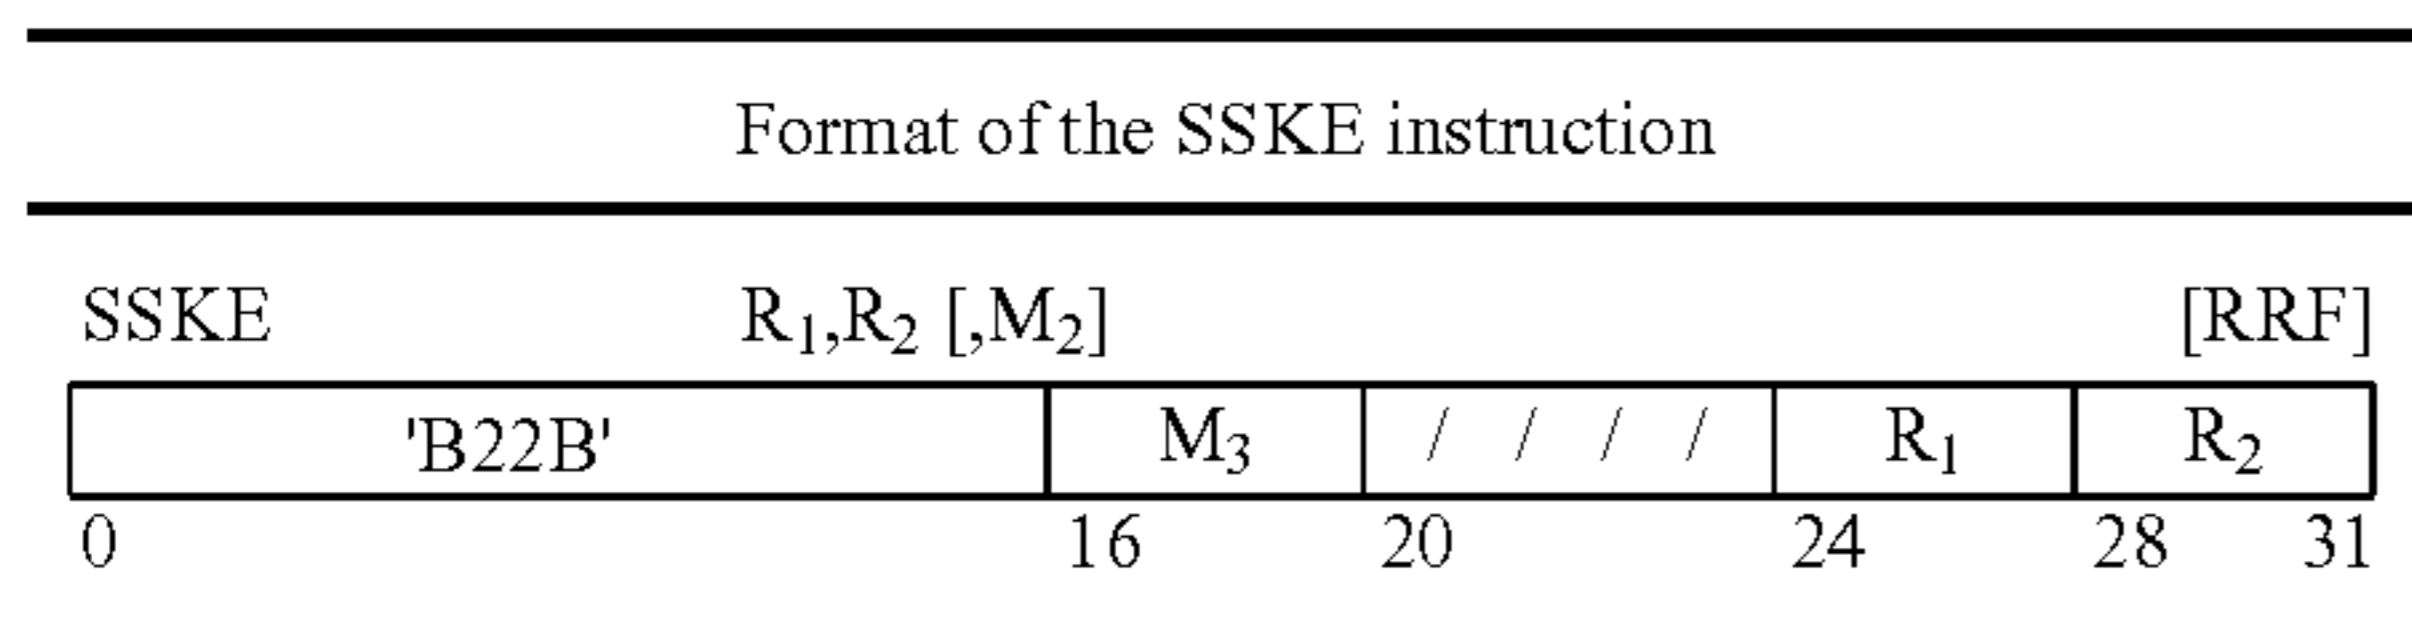 Format of the SSKE instruction
SSKE R₁,R₂ [,M₂] [RRF]
'B22B' M₃ / / / / R₁ R₂
0 16 20 24 28 31